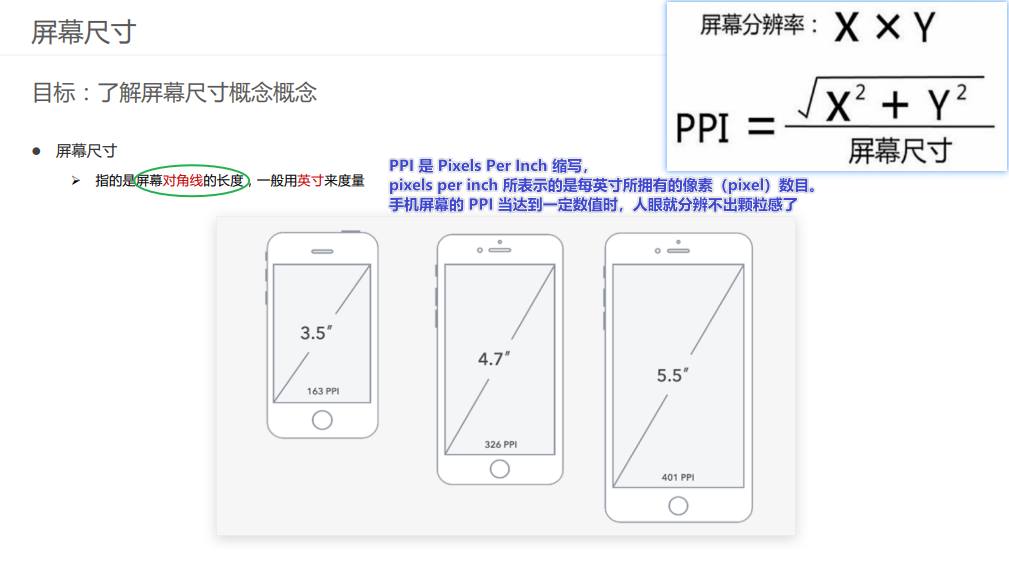 屏幕尺寸
屏幕分辨率： X × Y
PPI = √X² + Y² / 屏幕尺寸
目标：了解屏幕尺寸概念概念
● 屏幕尺寸
➢ 指的是屏幕对角线的长度，一般用英寸来度量
PPI 是 Pixels Per Inch 缩写，
pixels per inch 所表示的是每英寸所拥有的像素（pixel）数目。
手机屏幕的 PPI 当达到一定数值时，人眼就分辨不出颗粒感了
3.5″
163 PPI
4.7″
326 PPI
5.5″
401 PPI